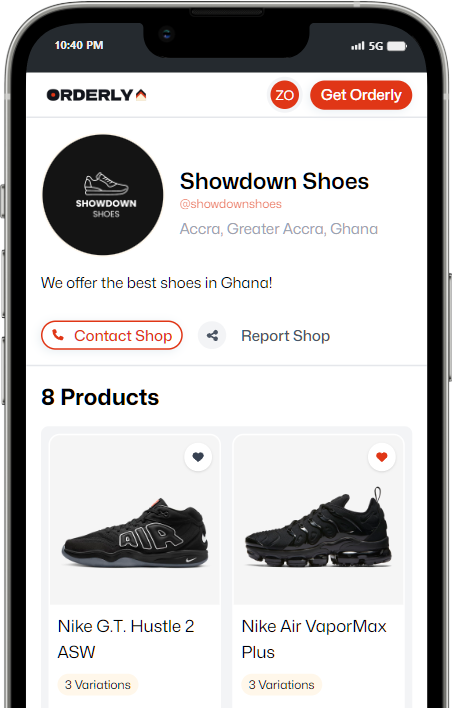 10:40 PM
5G
ORDERLY
ZO
Get Orderly
SHOWDOWN
SHOES
Showdown Shoes
@showdownshoes
Accra, Greater Accra, Ghana
We offer the best shoes in Ghana!
Contact Shop
Report Shop
8 Products
AIR
Nike G.T. Hustle 2
ASW
Nike Air VaporMax
Plus
3 Variations
3 Variations